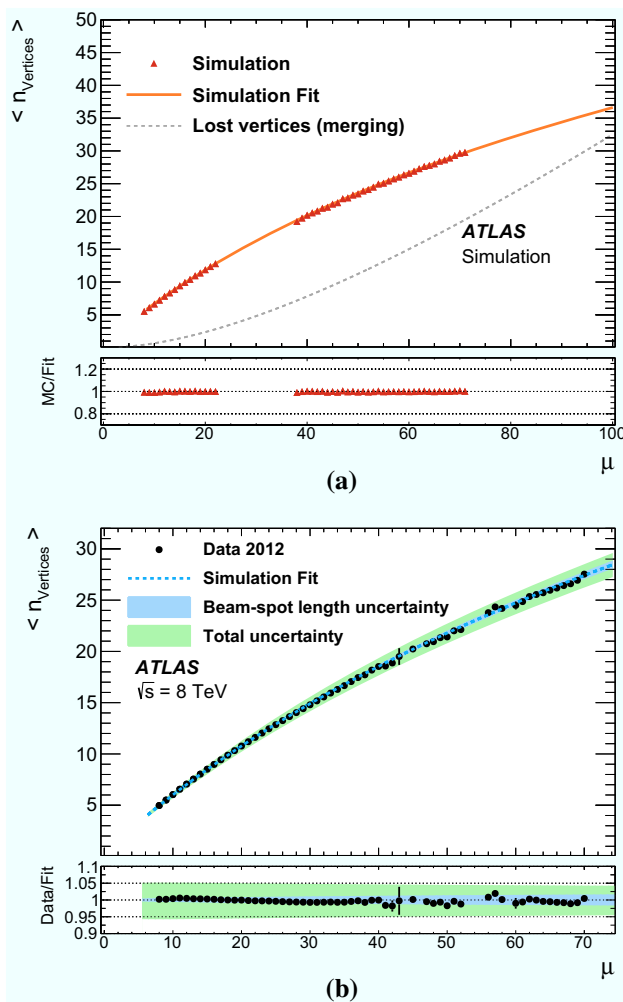 50
45
40
35
30
25
20
15
10
5
< n Vertices >
Simulation
Simulation Fit
Lost vertices (merging)
ATLAS
Simulation
MC/Fit
1.2
1
0.8
0 20 40 60 80 100
μ
(a)
30
25
20
15
10
5
< n Vertices >
Data 2012
Simulation Fit
Beam-spot length uncertainty
Total uncertainty
ATLAS
√s = 8 TeV
Data/Fit
1.1
1.05
1
0.95
0.9
10 20 30 40 50 60 70
μ
(b)